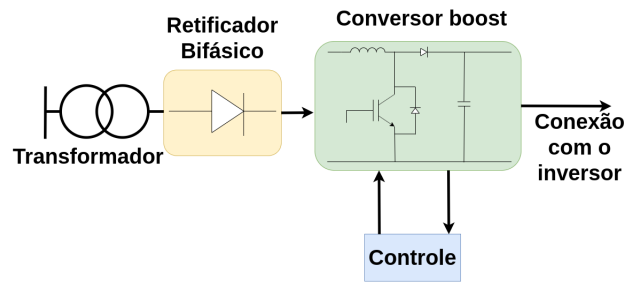 Retificador
Bifásico
Conversor boost
Transformador
Conexão
com o
inversor
Controle